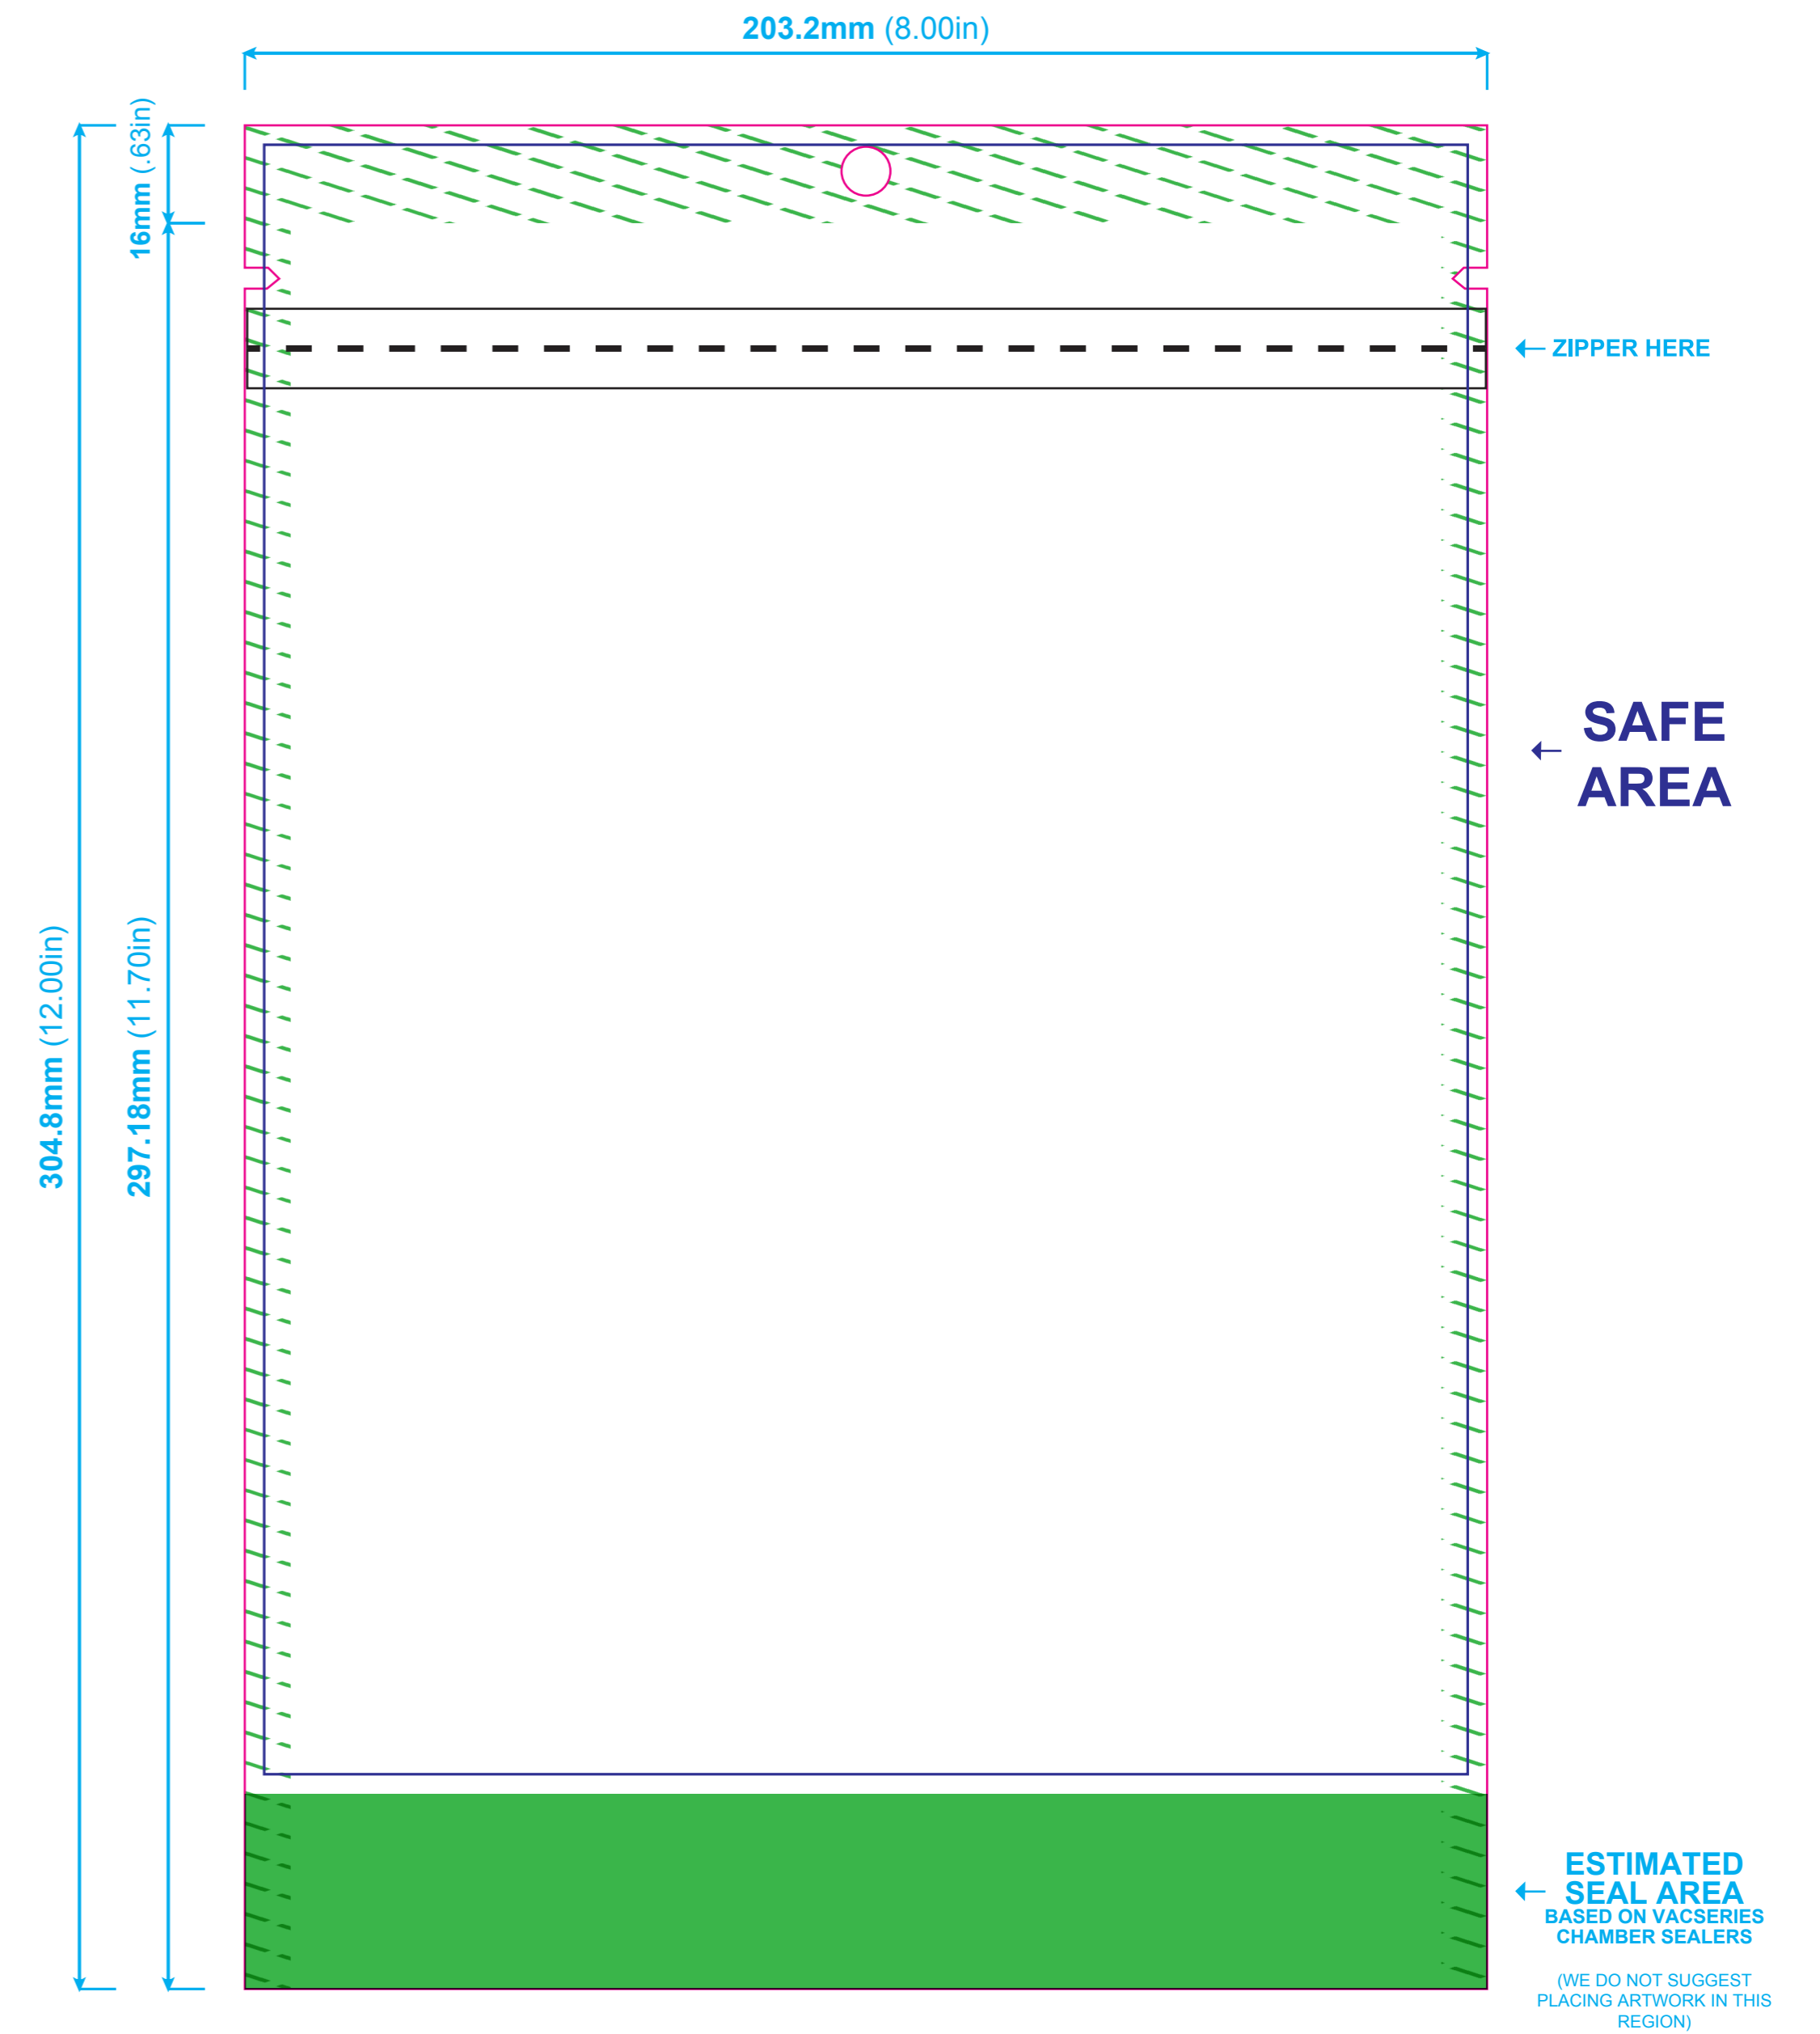 203.2mm (8.00in)
16mm (.63in)
ZIPPER HERE
SAFE
AREA
304.8mm (12.00in)
297.18mm (11.70in)
ESTIMATED
SEAL AREA
BASED ON VACSERIES
CHAMBER SEALERS
(WE DO NOT SUGGEST
PLACING ARTWORK IN THIS
REGION)